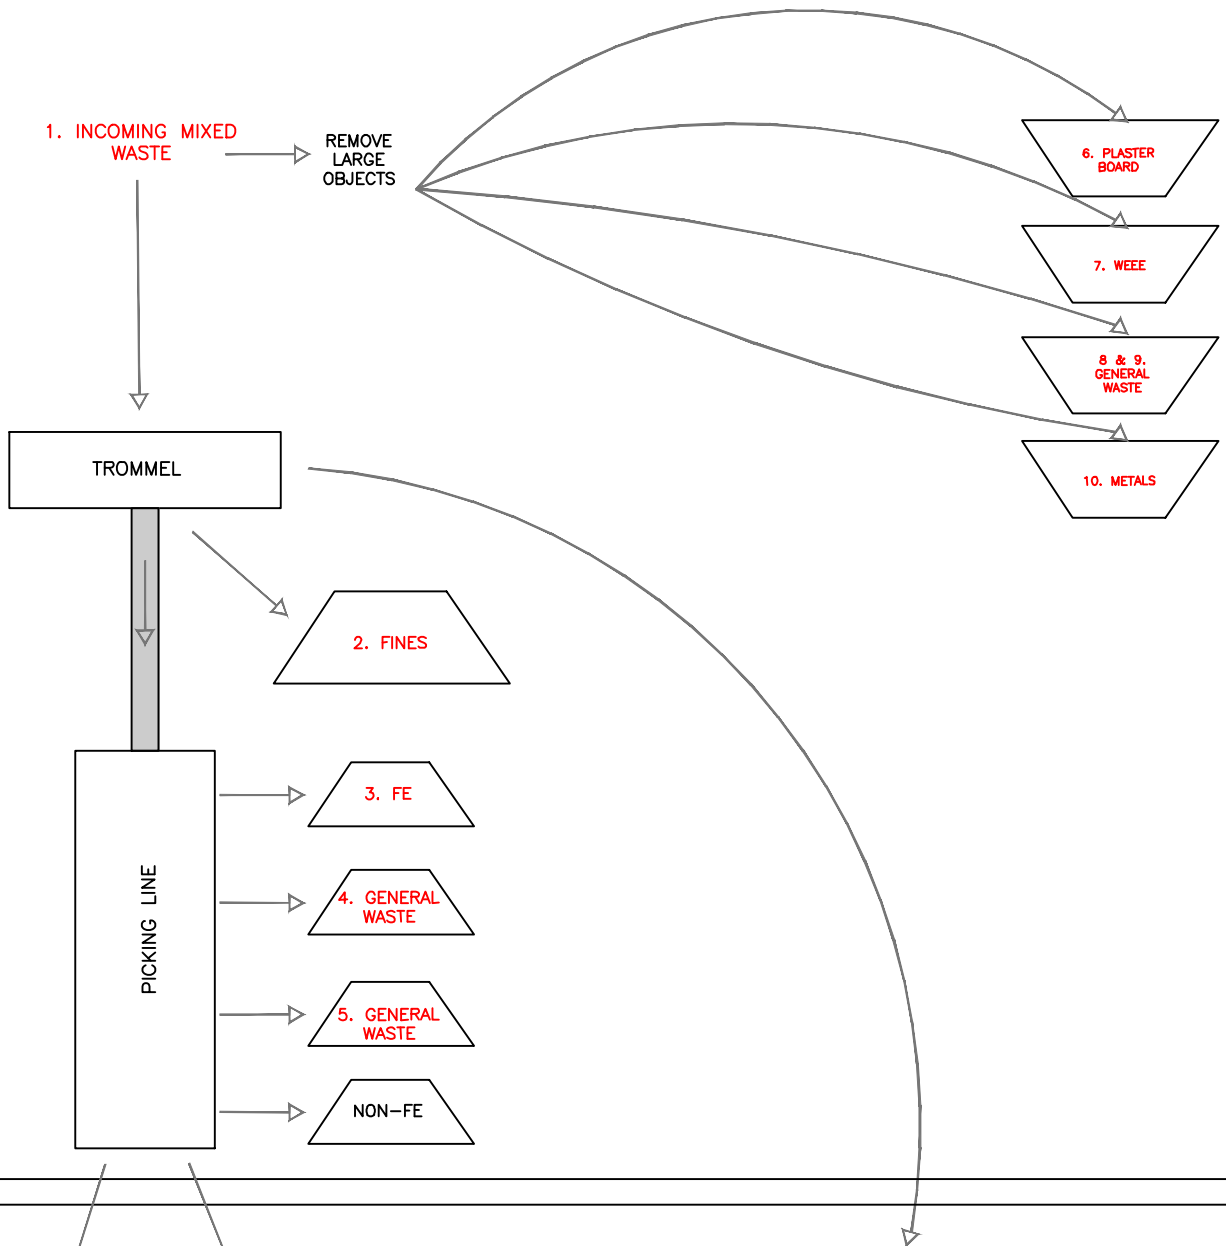 1. INCOMING MIXED
WASTE
REMOVE
LARGE
OBJECTS
6. PLASTER
BOARD
7. WEEE
8 & 9.
GENERAL
WASTE
10. METALS
TROMMEL
2. FINES
3. FE
4. GENERAL
WASTE
5. GENERAL
WASTE
NON-FE
PICKING LINE